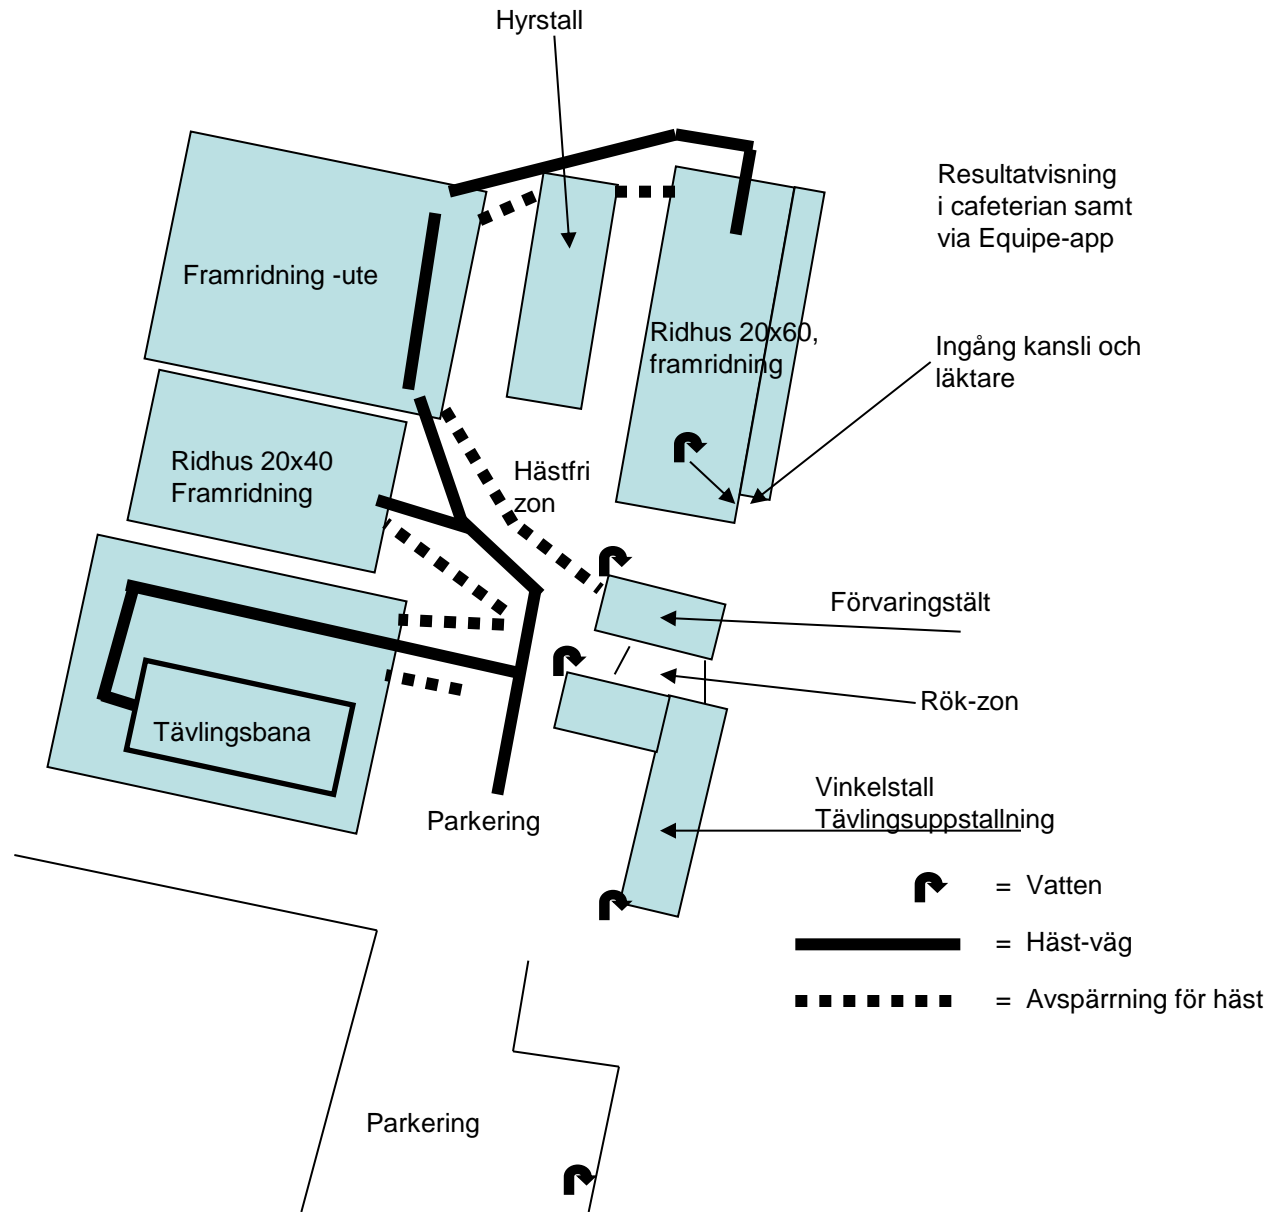 Hyrstall
Resultatvisning
i cafeterian samt
via Equipe-app
Framridning -ute
Ridhus 20x60,
framridning
Ingång kansli och
läktare
Ridhus 20x40
Framridning
Hästfri
zon
Förvaringstält
Rök-zon
Tävlingsbana
Vinkelstall
Tävlingsuppstallning
Parkering
= Vatten
= Häst-väg
= Avspärrning för häst
Parkering